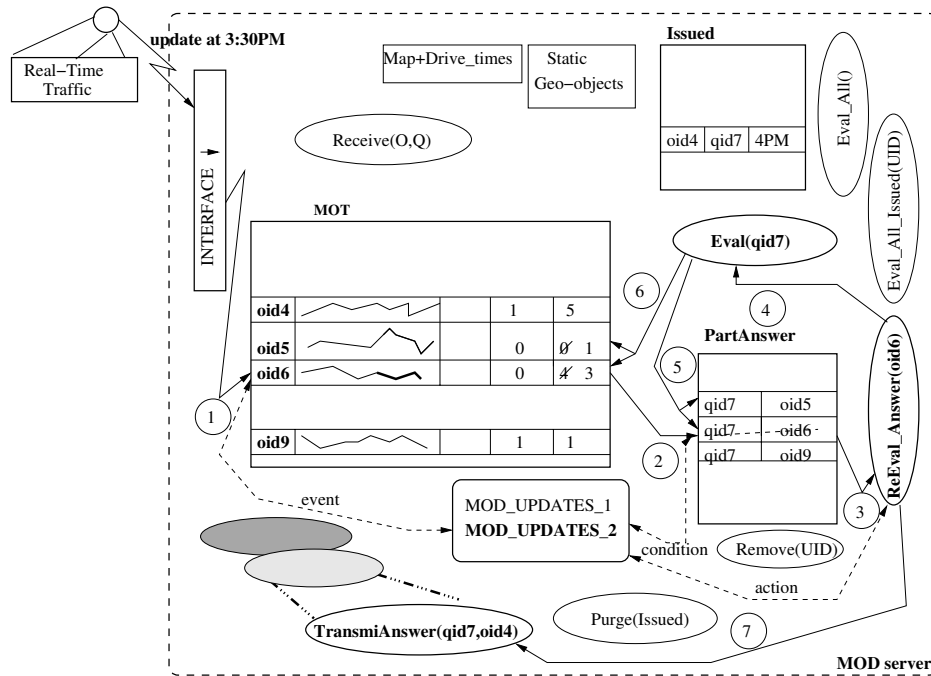 update at 3:30PM
Real-Time
Traffic
Map+Drive_times
Static
Geo-objects
Issued
oid4 qid7 4PM
Eval_All()
Eval_All_Issued(UID)
Receive(O,Q)
INTERFACE
MOT
Eval(qid7)
oid4 1 5
oid5 0 0 1
oid6 0 4 3
oid9 1 1
6
4
PartAnswer
5
qid7 oid5
qid7 oid6
qid7 oid9
1
2
3
ReEval_Answer(oid6)
event
MOD_UPDATES_1
MOD_UPDATES_2
condition
Remove(UID)
action
TransmiAnswer(qid7,oid4)
Purge(Issued)
7
MOD server